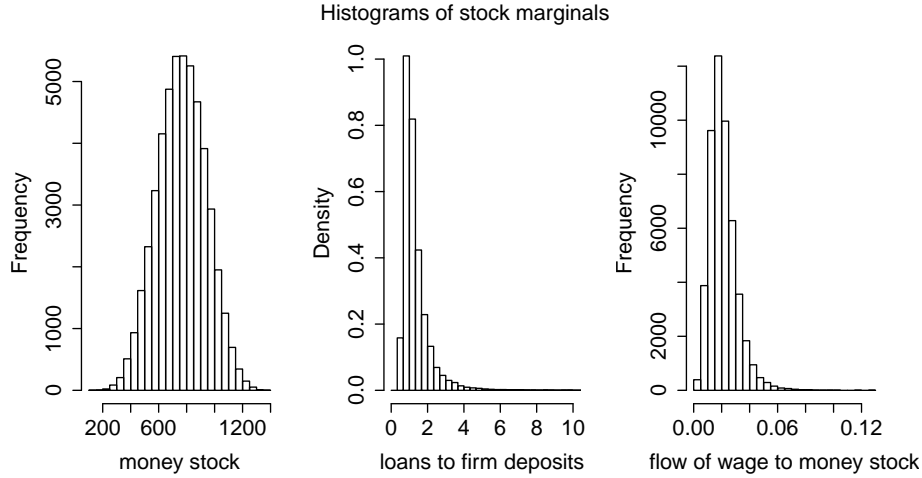 Histograms of stock marginals
Frequency
0 1000 3000 5000
200 600 1200
money stock
Density
0.0 0.2 0.4 0.6 0.8 1.0
0 2 4 6 8 10
loans to firm deposits
Frequency
0 2000 6000 10000
0.00 0.06 0.12
flow of wage to money stock